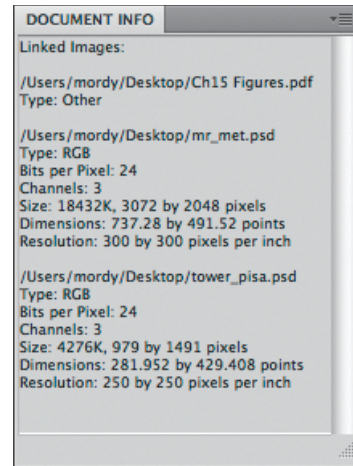 DOCUMENT INFO
Linked Images:
/Users/mordy/Desktop/Ch15 Figures.pdf
Type: Other
/Users/mordy/Desktop/mr_met.psd
Type: RGB
Bits per Pixel: 24
Channels: 3
Size: 18432K, 3072 by 2048 pixels
Dimensions: 737.28 by 491.52 points
Resolution: 300 by 300 pixels per inch
/Users/mordy/Desktop/tower_pisa.psd
Type: RGB
Bits per Pixel: 24
Channels: 3
Size: 4276K, 979 by 1491 pixels
Dimensions: 281.952 by 429.408 points
Resolution: 250 by 250 pixels per inch